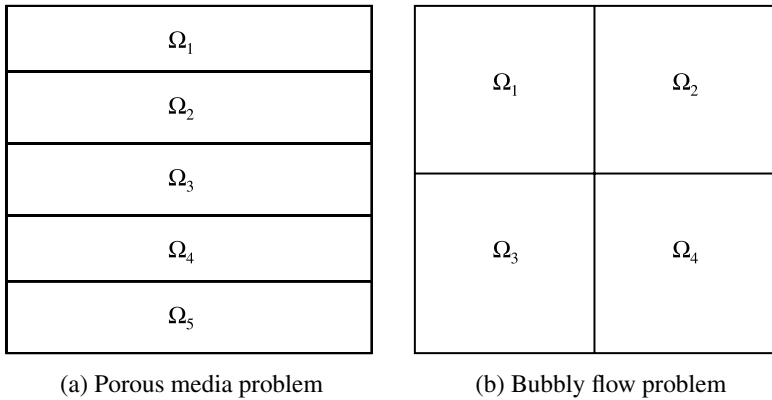 Ω₁
Ω₂
Ω₃
Ω₄
Ω₅
(a) Porous media problem
Ω₁ Ω₂
Ω₃ Ω₄
(b) Bubbly flow problem